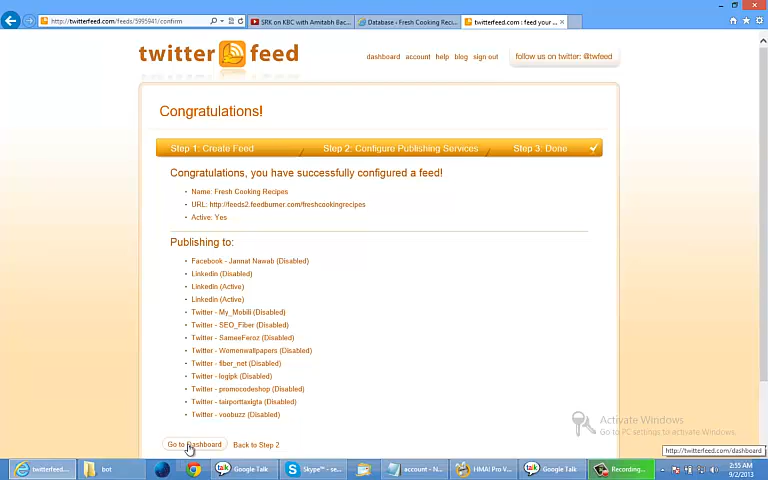 http://twitterfeed.com/feeds/5995941/confirm
SRK on KBC with Amitabh Bac...
Database ‹ Fresh Cooking Reci...
twitterfeed.com : feed your ...
twitter feed
dashboard account help blog sign out
follow us on twitter: @twfeed
Congratulations!
Step 1: Create Feed
Step 2: Configure Publishing Services
Step 3: Done
Congratulations, you have successfully configured a feed!
Name: Fresh Cooking Recipes
URL: http://feeds2.feedburner.com/freshcookingrecipes
Active: Yes
Publishing to:
Facebook - Jannat Nawab (Disabled)
Linkedin (Disabled)
Linkedin (Active)
Linkedin (Active)
Twitter - My_Mobili (Disabled)
Twitter - SEO_Fiber (Disabled)
Twitter - SameeFeroz (Disabled)
Twitter - Womenwallpapers (Disabled)
Twitter - fiber_net (Disabled)
Twitter - logipk (Disabled)
Twitter - promocodeshop (Disabled)
Twitter - tairporttaxigta (Disabled)
Twitter - voobuzz (Disabled)
Go to Dashboard
Back to Step 2
Activate Windows
Go to PC settings to activate Windows.
http://twitterfeed.com/dashboard
twitterfeed...
bot
Google Talk
Skype™ - se...
account - N...
HMA! Pro V...
Google Talk
Recording...
2:55 AM
9/2/2013